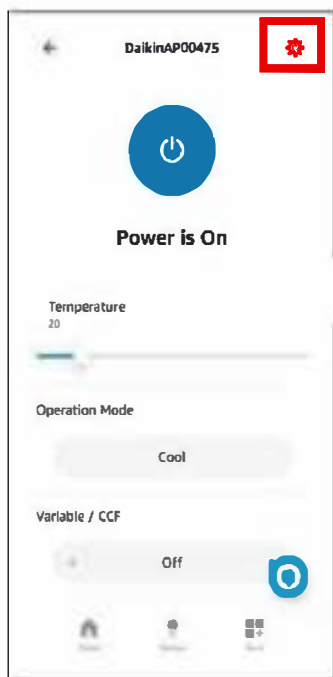 DaikinAP00475
Power is On
Temperature
20
Operation Mode
Cool
Variable / CCF
Off